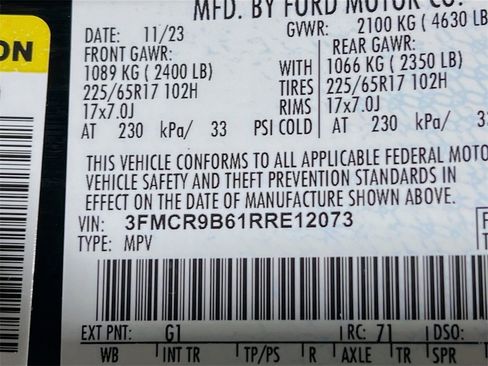 MFD. BY FORD MOTOR CO.
ON
DATE: 11/23 GVWR: 2100 KG ( 4630 LB
FRONT GAWR: REAR GAWR:
1089 KG ( 2400 LB) WITH 1066 KG ( 2350 LB)
225/65R17 102H TIRES 225/65R17 102H
17x7.0J RIMS 17x7.0J
AT 230 kPa/ 33 PSI COLD AT 230 kPa/ 33
THIS VEHICLE CONFORMS TO ALL APPLICABLE FEDERAL MOTO
VEHICLE SAFETY AND THEFT PREVENTION STANDARDS IN
EFFECT ON THE DATE OF MANUFACTURE SHOWN ABOVE.
VIN: 3FMCR9B61RRE12073
TYPE: MPV
EXT PNT: G1 RC: 71 DSO:
WB INT TR TP/PS R AXLE TR SPR